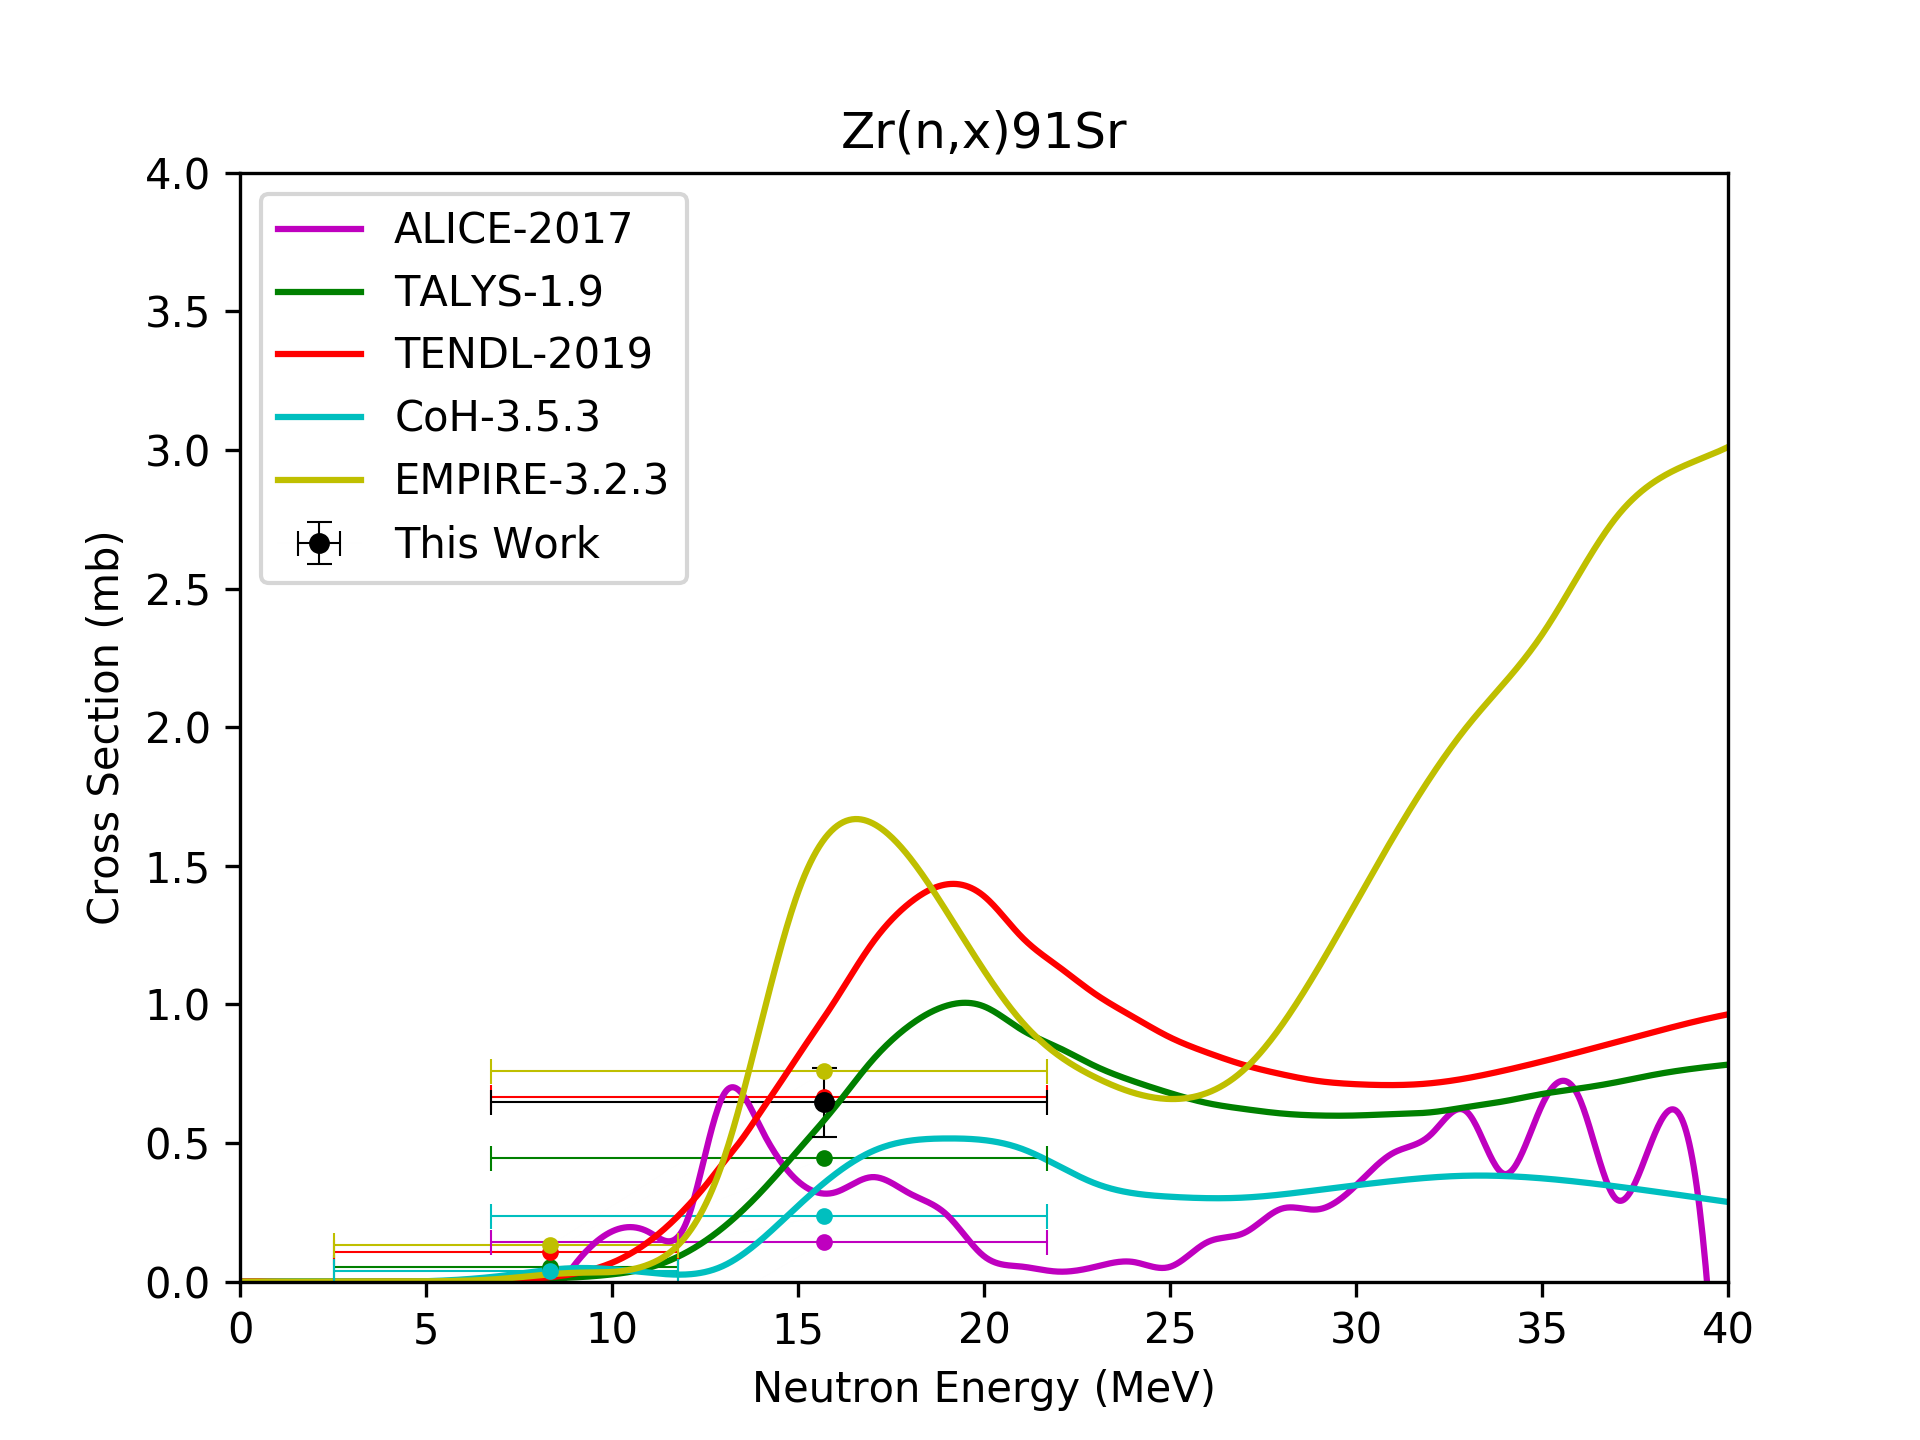 Zr(n,x)91Sr
4.0
3.5
3.0
2.5
2.0
1.5
1.0
0.5
0.0
Cross Section (mb)
ALICE-2017
TALYS-1.9
TENDL-2019
CoH-3.5.3
EMPIRE-3.2.3
This Work
0 5 10 15 20 25 30 35 40
Neutron Energy (MeV)